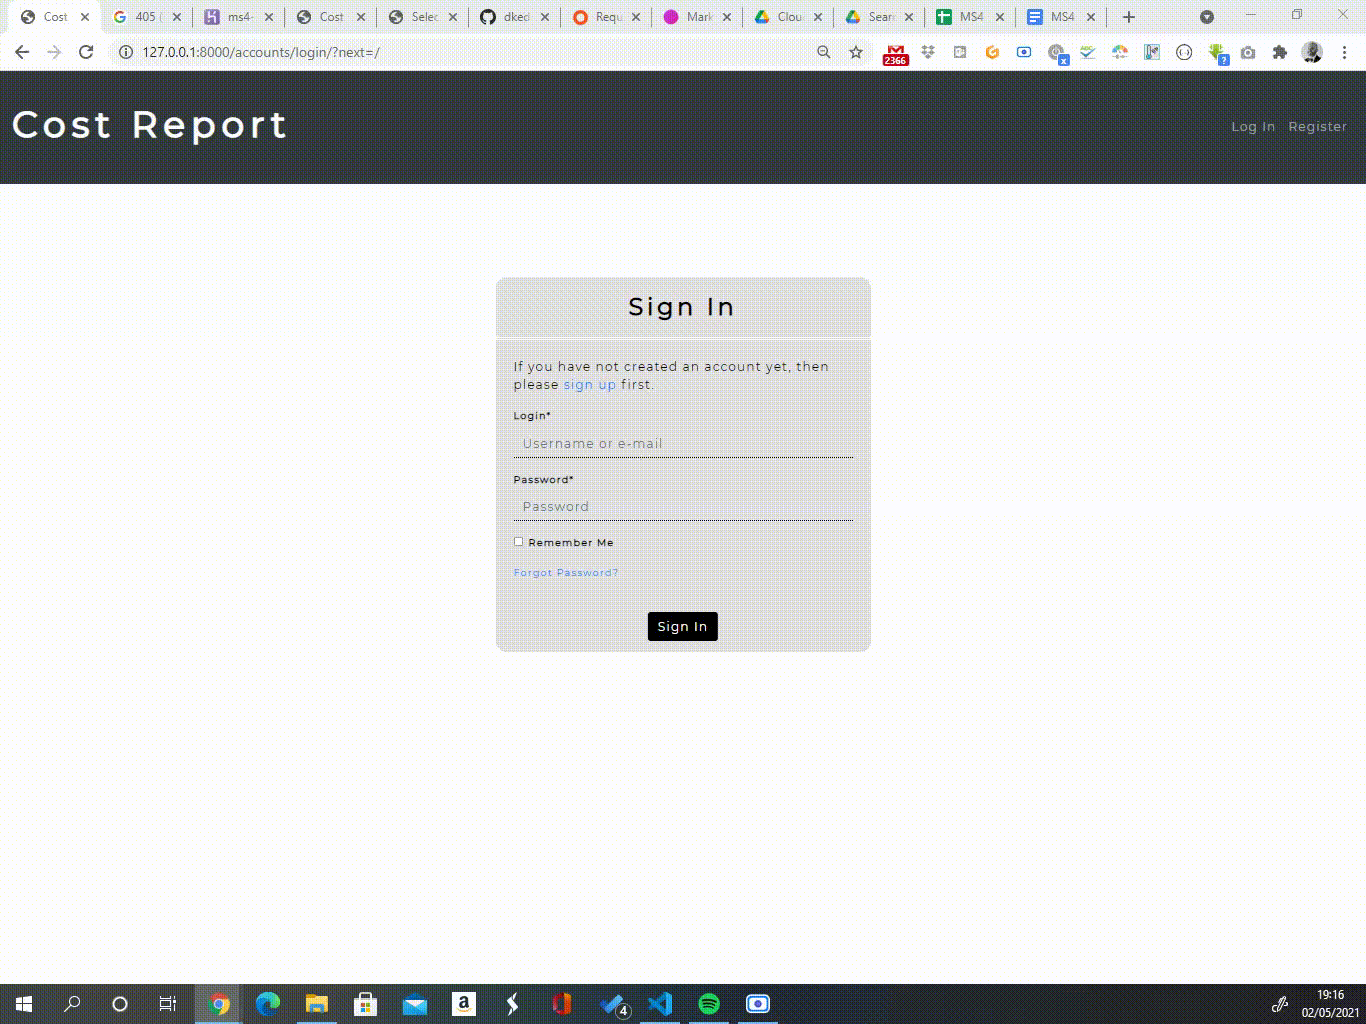 Cost
405 (
ms4-
Cost
Selec
dked
Requ
Mark
Clou
Sear
MS4
MS4
127.0.0.1:8000/accounts/login/?next=/
2366
Cost Report
Log In
Register
Sign In
If you have not created an account yet, then
please sign up first.
Login*
Username or e-mail
Password*
Password
Remember Me
Forgot Password?
Sign In
4
19:16
02/05/2021